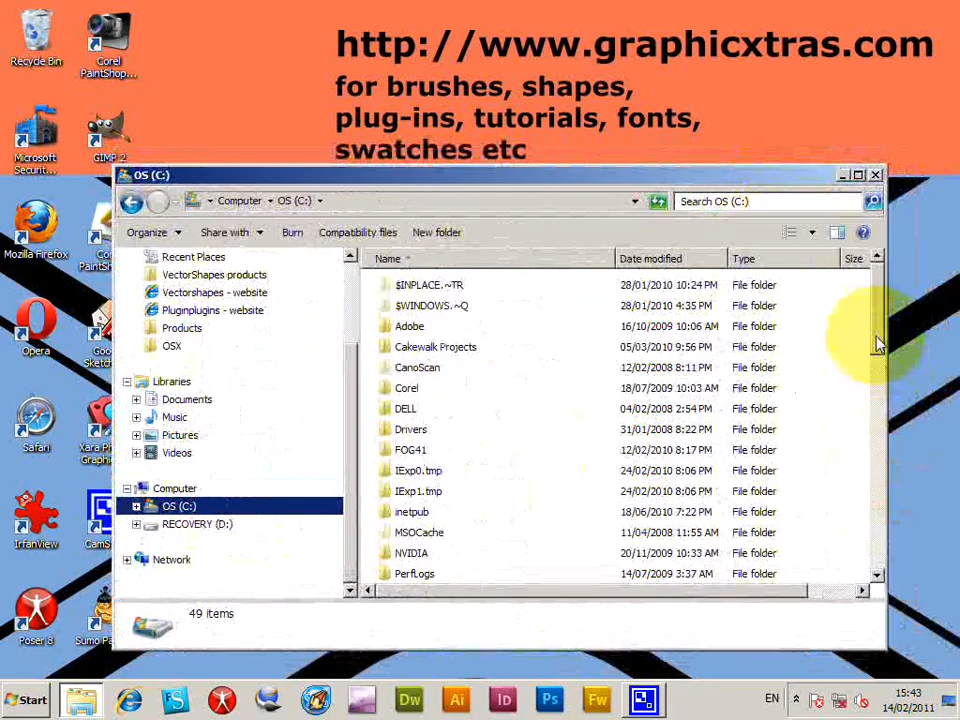 http://www.graphicxtras.com
for brushes, shapes,
plug-ins, tutorials, fonts,
swatches etc
Recycle Bin
Corel
PaintShop...
Microsoft
Securit...
GIMP 2
Mozilla Firefox
Opera
Safari
IrfanView
Poser 8
OS (C:)
Computer
OS (C:)
Search OS (C:)
Organize
Share with
Burn
Compatibility files
New folder
Recent Places
VectorShapes products
Vectorshapes - website
Pluginplugins - website
Products
OSX
Libraries
Documents
Music
Pictures
Videos
Computer
OS (C:)
RECOVERY (D:)
Network
Name Date modified Type Size
$INPLACE.~TR 28/01/2010 10:24 PM File folder
$WINDOWS.~Q 28/01/2010 4:35 PM File folder
Adobe 16/10/2009 10:06 AM File folder
Cakewalk Projects 05/03/2010 9:56 PM File folder
CanoScan 12/02/2008 8:11 PM File folder
Corel 18/07/2009 10:03 AM File folder
DELL 04/02/2008 2:54 PM File folder
Drivers 31/01/2008 8:22 PM File folder
FOG41 12/02/2010 8:17 PM File folder
IExp0.tmp 24/02/2010 8:06 PM File folder
IExp1.tmp 24/02/2010 8:06 PM File folder
inetpub 18/06/2010 7:22 PM File folder
MSOCache 11/04/2008 11:55 AM File folder
NVIDIA 20/11/2009 10:33 AM File folder
PerfLogs 14/07/2009 3:37 AM File folder
49 items
Start
Dw
Ai
Id
Ps
Fw
EN
15:43
14/02/2011